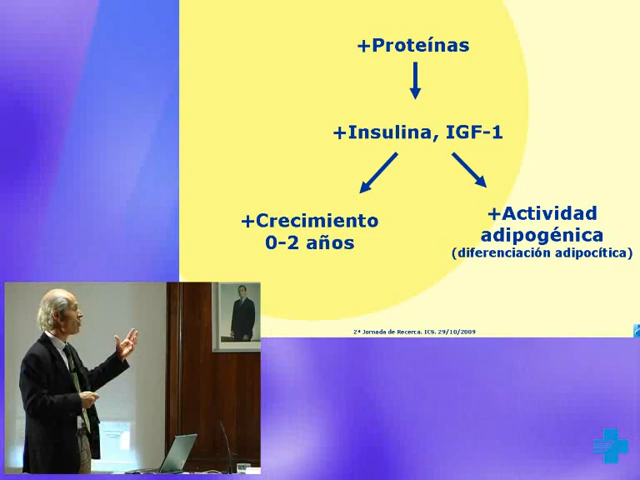 +Proteínas
+Insulina, IGF-1
+Crecimiento
0-2 años
+Actividad
adipogénica
(diferenciación adipocítica)
2ª Jornada de Recerca. ICS. 29/10/2009